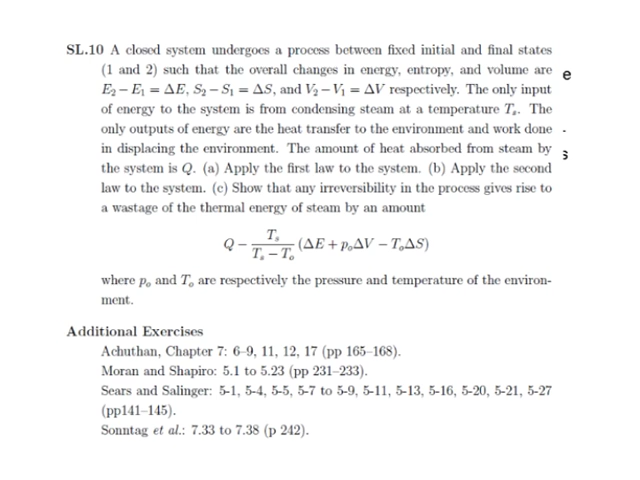 SL.10 A closed system undergoes a process between fixed initial and final states
(1 and 2) such that the overall changes in energy, entropy, and volume are
E₂ − E₁ = ΔE, S₂ − S₁ = ΔS, and V₂ − V₁ = ΔV respectively. The only input
of energy to the system is from condensing steam at a temperature Tₛ. The
only outputs of energy are the heat transfer to the environment and work done
in displacing the environment. The amount of heat absorbed from steam by
the system is Q. (a) Apply the first law to the system. (b) Apply the second
law to the system. (c) Show that any irreversibility in the process gives rise to
a wastage of the thermal energy of steam by an amount
Q − Tₛ/(Tₛ − Tₒ) (ΔE + pₒΔV − TₒΔS)
where pₒ and Tₒ are respectively the pressure and temperature of the environ-
ment.
Additional Exercises
Achuthan, Chapter 7: 6–9, 11, 12, 17 (pp 165–168).
Moran and Shapiro: 5.1 to 5.23 (pp 231–233).
Sears and Salinger: 5-1, 5-4, 5-5, 5-7 to 5-9, 5-11, 5-13, 5-16, 5-20, 5-21, 5-27
(pp141–145).
Sonntag et al.: 7.33 to 7.38 (p 242).
e